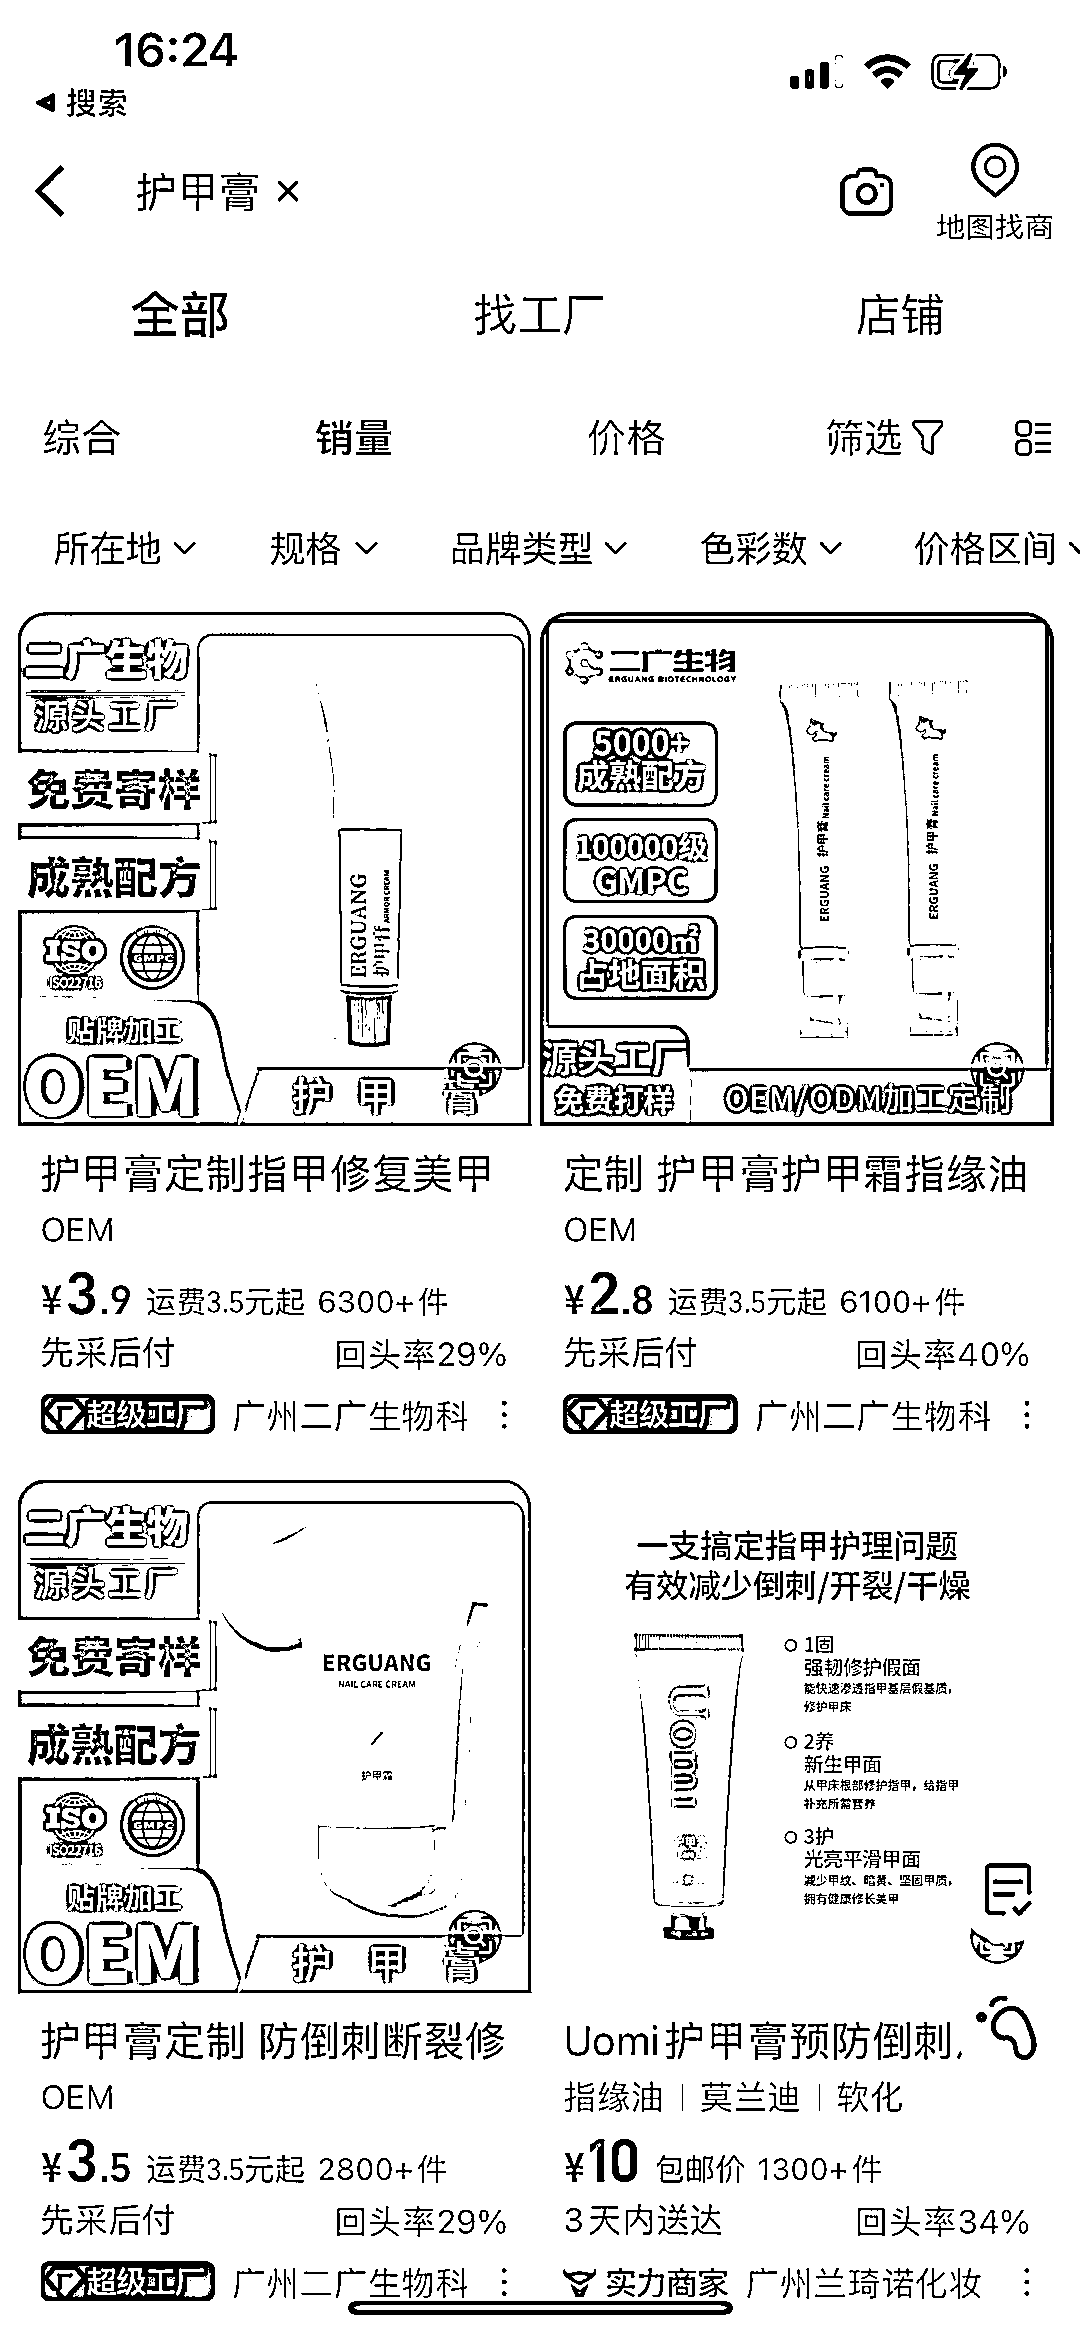 16:24
搜索
护甲膏 ×
地图找商
全部 找工厂 店铺
综合 销量 价格 筛选
所在地 规格 品牌类型 色彩数 价格区间
二广生物
源头工厂
免费寄样
成熟配方
ISO
ISO22716
GMPC
贴牌加工
OEM
ERGUANG
护甲膏
ARMOR CREAM
护 甲 膏
二广生物
ERGUANG BIOTECHNOLOGY
5000+
成熟配方
100000级
GMPC
30000㎡
占地面积
ERGUANG 护甲膏 Nail care cream
ERGUANG 护甲膏 Nail care cream
源头工厂
免费打样
OEM/ODM加工定制
护甲膏定制指甲修复美甲
OEM
¥3.9 运费3.5元起 6300+件
先采后付 回头率29%
超级工厂 广州二广生物科
定制 护甲膏护甲霜指缘油
OEM
¥2.8 运费3.5元起 6100+件
先采后付 回头率40%
超级工厂 广州二广生物科
二广生物
源头工厂
免费寄样
成熟配方
ISO
ISO22716
GMPC
贴牌加工
OEM
ERGUANG
NAIL CARE CREAM
护甲霜
护 甲 膏
一支搞定指甲护理问题
有效减少倒刺/开裂/干燥
Uomi
1固
强韧修护假面
能快速渗透指甲基层假基质,
修护甲床
2养
新生甲面
从甲床根部修护指甲, 给指甲
补充所需营养
3护
光亮平滑甲面
减少甲纹、暗黄、坚固甲质,
拥有健康修长美甲
护甲膏定制 防倒刺断裂修
OEM
¥3.5 运费3.5元起 2800+件
先采后付 回头率29%
超级工厂 广州二广生物科
Uomi护甲膏预防倒刺
指缘油 | 莫兰迪 | 软化
¥10 包邮价 1300+件
3天内送达 回头率34%
实力商家 广州兰琦诺化妆